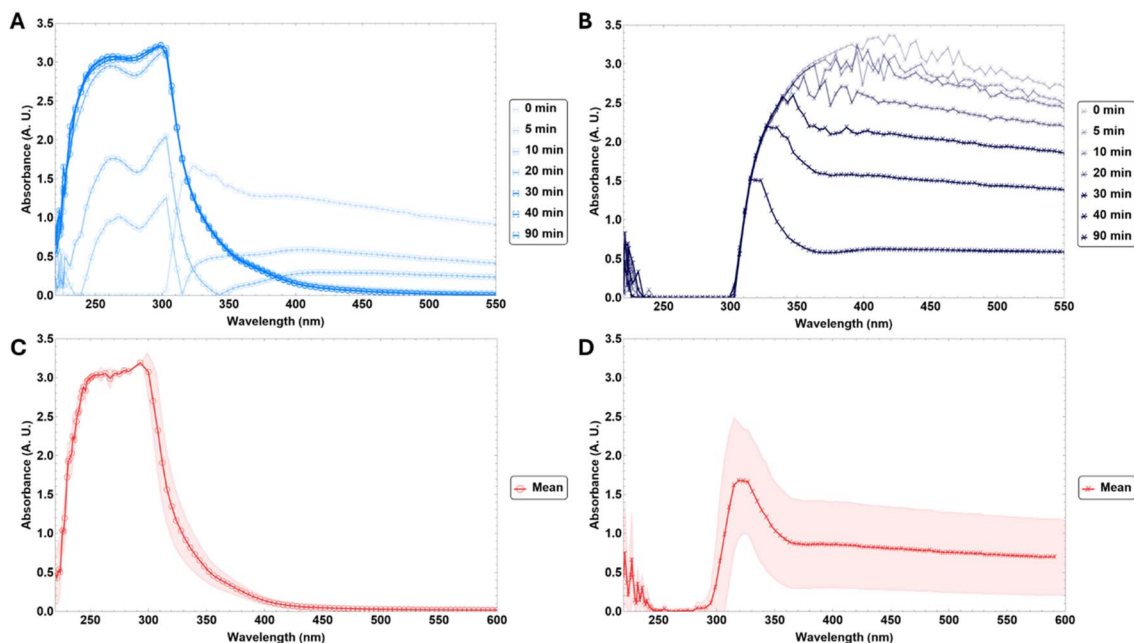 A
3.5
3.0
2.5
2.0
1.5
1.0
0.5
0.0
Absorbance (A. U.)
250 300 350 400 450 500 550
Wavelength (nm)
0 min
5 min
10 min
20 min
30 min
40 min
90 min
B
3.5
3.0
2.5
2.0
1.5
1.0
0.5
0.0
Absorbance (A. U.)
250 300 350 400 450 500 550
Wavelength (nm)
0 min
5 min
10 min
20 min
30 min
40 min
90 min
C
3.5
3.0
2.5
2.0
1.5
1.0
0.5
0.0
Absorbance (A. U.)
250 300 350 400 450 500 550 600
Wavelength (nm)
Mean
D
3.5
3.0
2.5
2.0
1.5
1.0
0.5
0.0
Absorbance (A. U.)
250 300 350 400 450 500 550 600
Wavelength (nm)
Mean